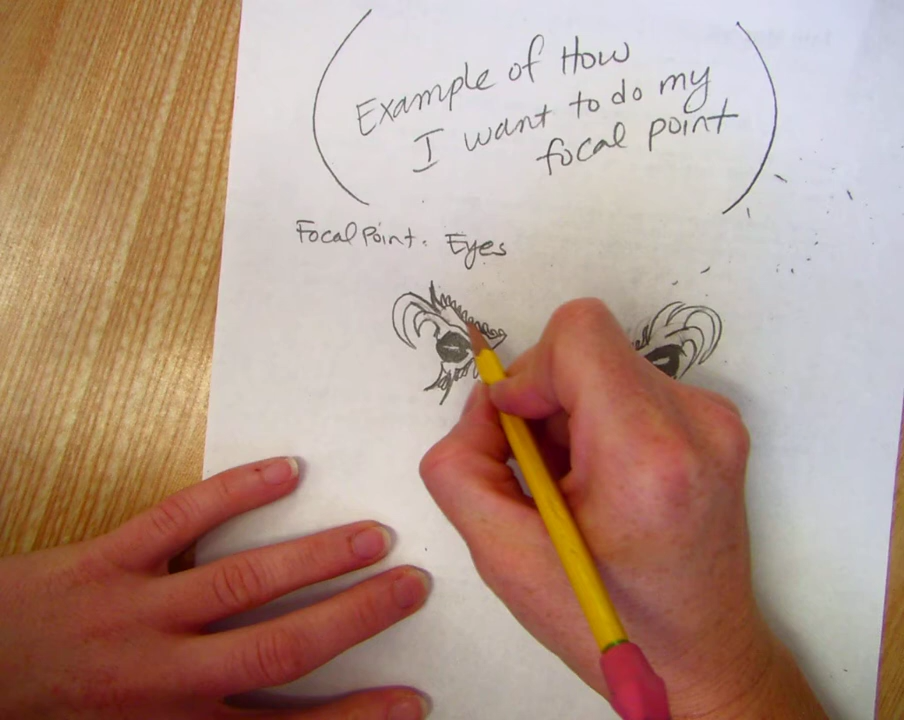 Example of How
I want to do my
focal point
Focal Point: Eyes